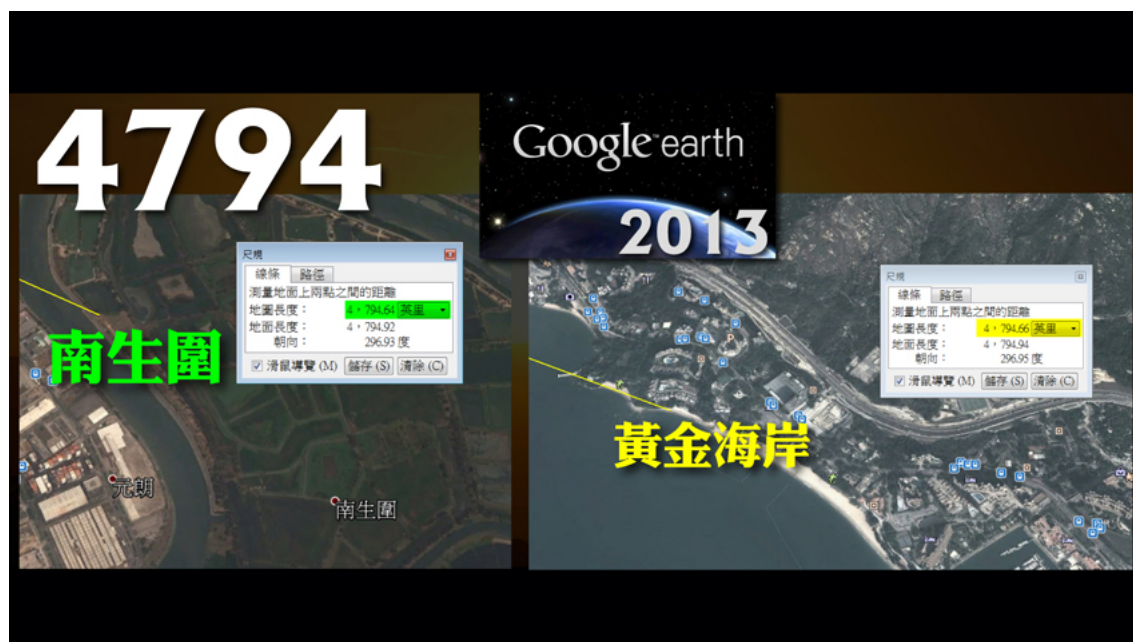 4794
Google earth
2013
尺規
線條 路徑
測量地面上兩點之間的距離
地圖長度： 4，794.64 英里
地面長度： 4，794.92
朝向： 296.93 度
滑鼠導覽 (M) 儲存 (S) 清除 (C)
南生圍
元朗
南生圍
尺規
線條 路徑
測量地面上兩點之間的距離
地圖長度： 4，794.66 英里
地面長度： 4，794.94
朝向： 296.95 度
滑鼠導覽 (M) 儲存 (S) 清除 (C)
黃金海岸